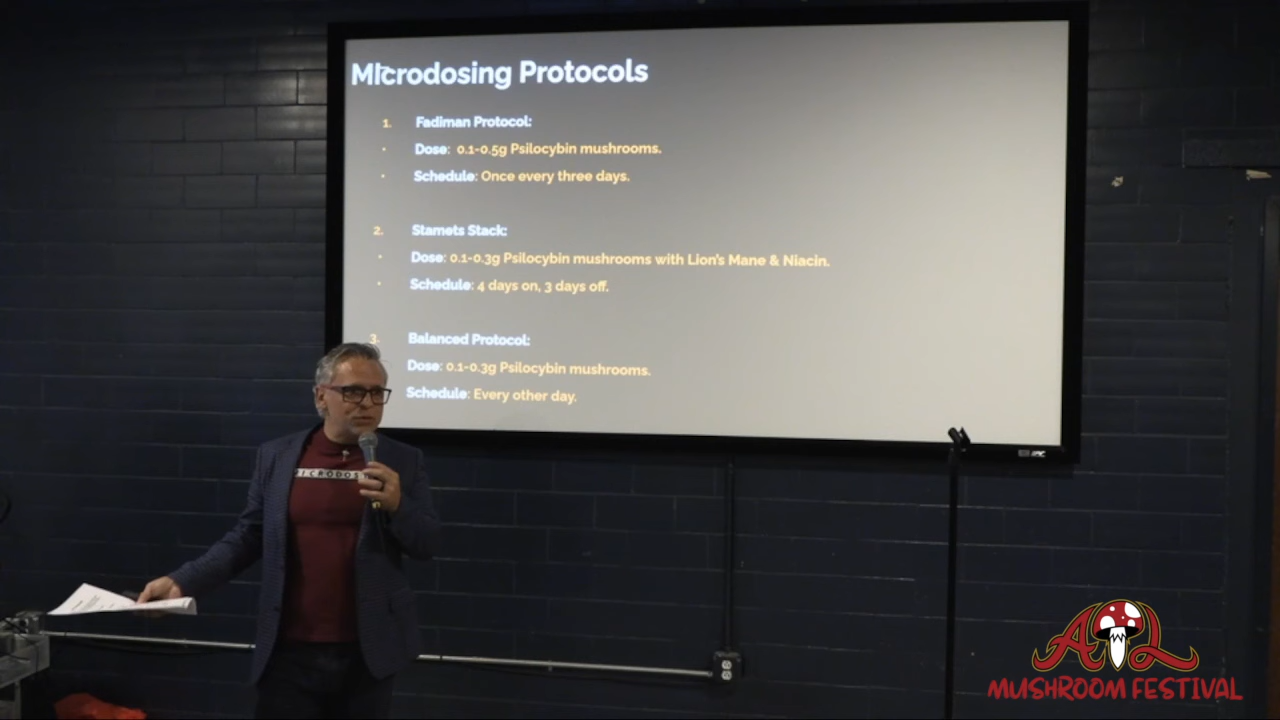 Microdosing Protocols
1. Fadiman Protocol:
• Dose: 0.1-0.5g Psilocybin mushrooms.
• Schedule: Once every three days.
2. Stamets Stack:
• Dose: 0.1-0.3g Psilocybin mushrooms with Lion's Mane & Niacin.
• Schedule: 4 days on, 3 days off.
3. Balanced Protocol:
Dose: 0.1-0.3g Psilocybin mushrooms.
Schedule: Every other day.
MICRODOS
ATL
MUSHROOM FESTIVAL